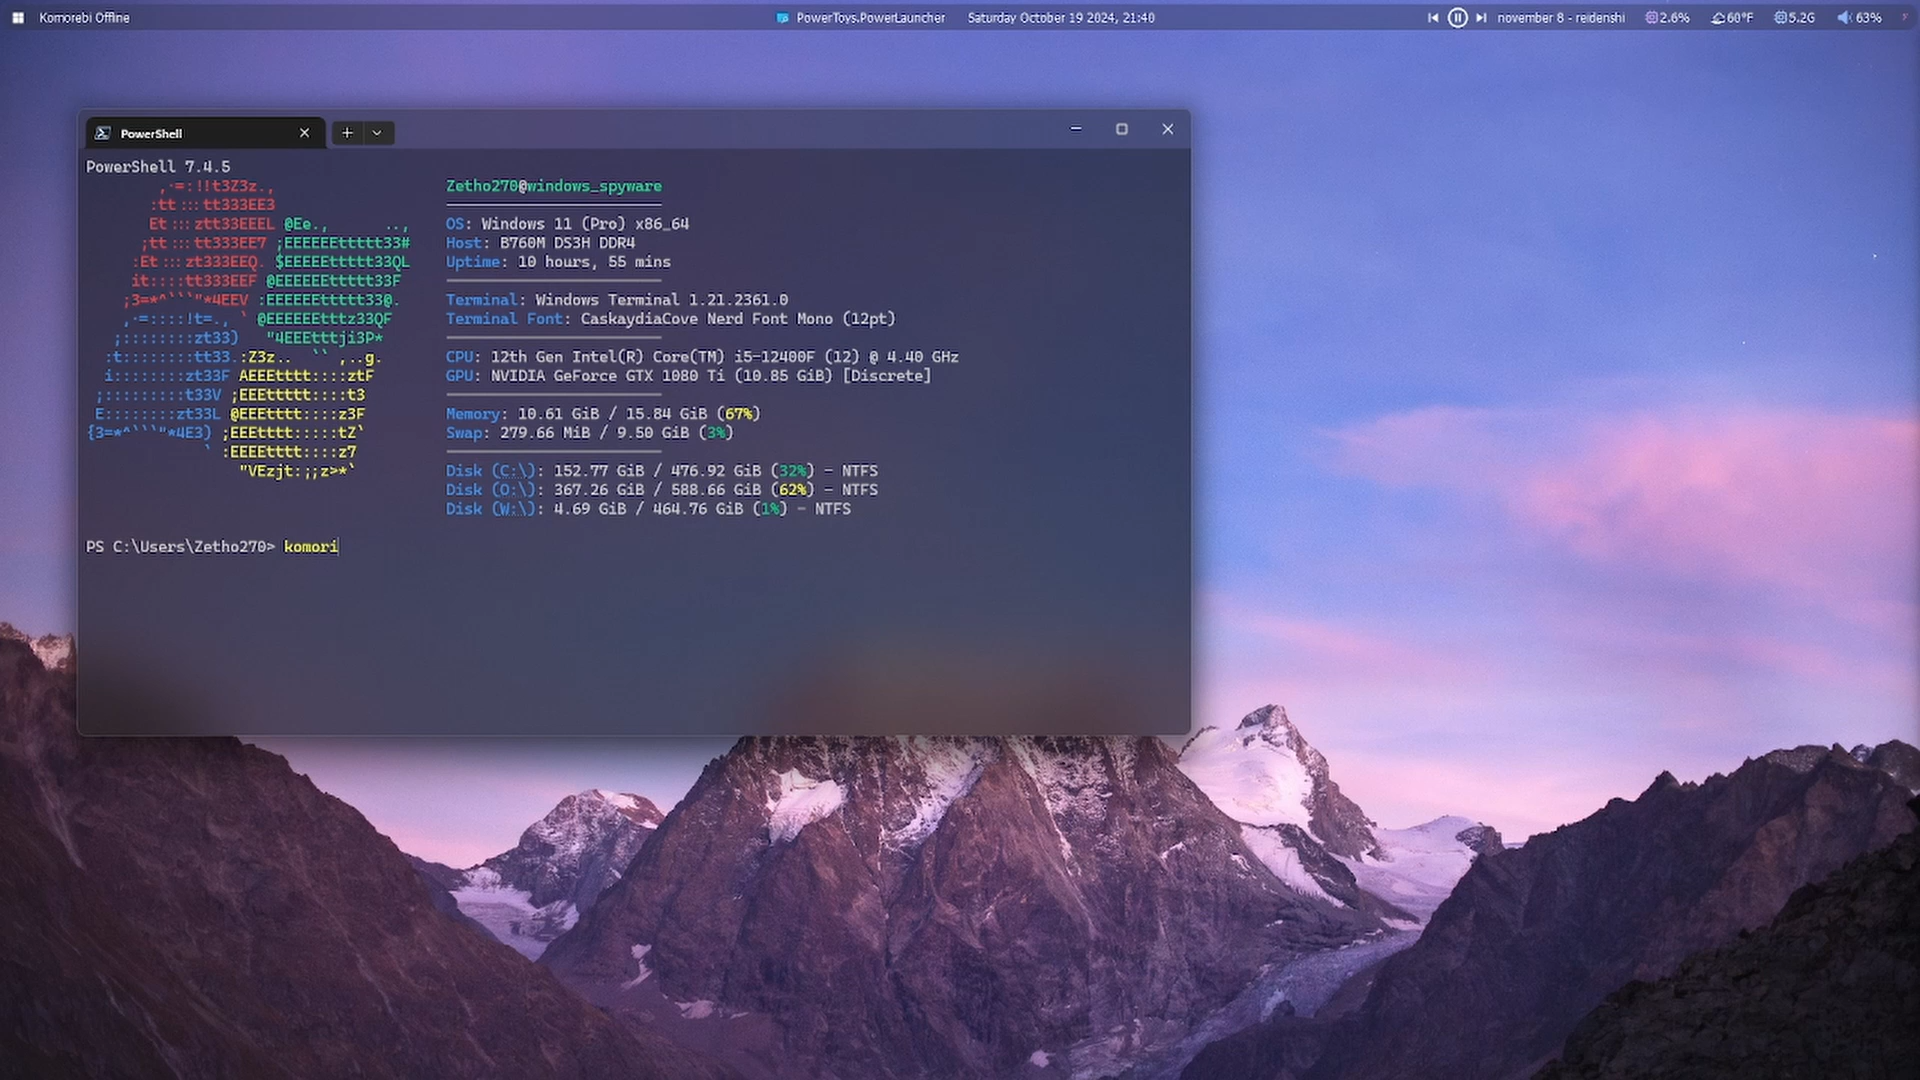 Komorebi Offline
PowerToys.PowerLauncher
Saturday October 19 2024, 21:40
november 8 - reidenshi
2.6%
60°F
5.2G
63%
PowerShell
PowerShell 7.4.5
Zetho270@windows_spyware
OS: Windows 11 (Pro) x86_64
Host: B760M DS3H DDR4
Uptime: 10 hours, 55 mins
Terminal: Windows Terminal 1.21.2361.0
Terminal Font: CaskaydiaCove Nerd Font Mono (12pt)
CPU: 12th Gen Intel(R) Core(TM) i5-12400F (12) @ 4.40 GHz
GPU: NVIDIA GeForce GTX 1080 Ti (10.85 GiB) [Discrete]
Memory: 10.61 GiB / 15.84 GiB (67%)
Swap: 279.66 MiB / 9.50 GiB (3%)
Disk (C:\): 152.77 GiB / 476.92 GiB (32%) - NTFS
Disk (O:\): 367.26 GiB / 588.66 GiB (62%) - NTFS
Disk (W:\): 4.69 GiB / 464.76 GiB (1%) - NTFS
PS C:\Users\Zetho270> komori